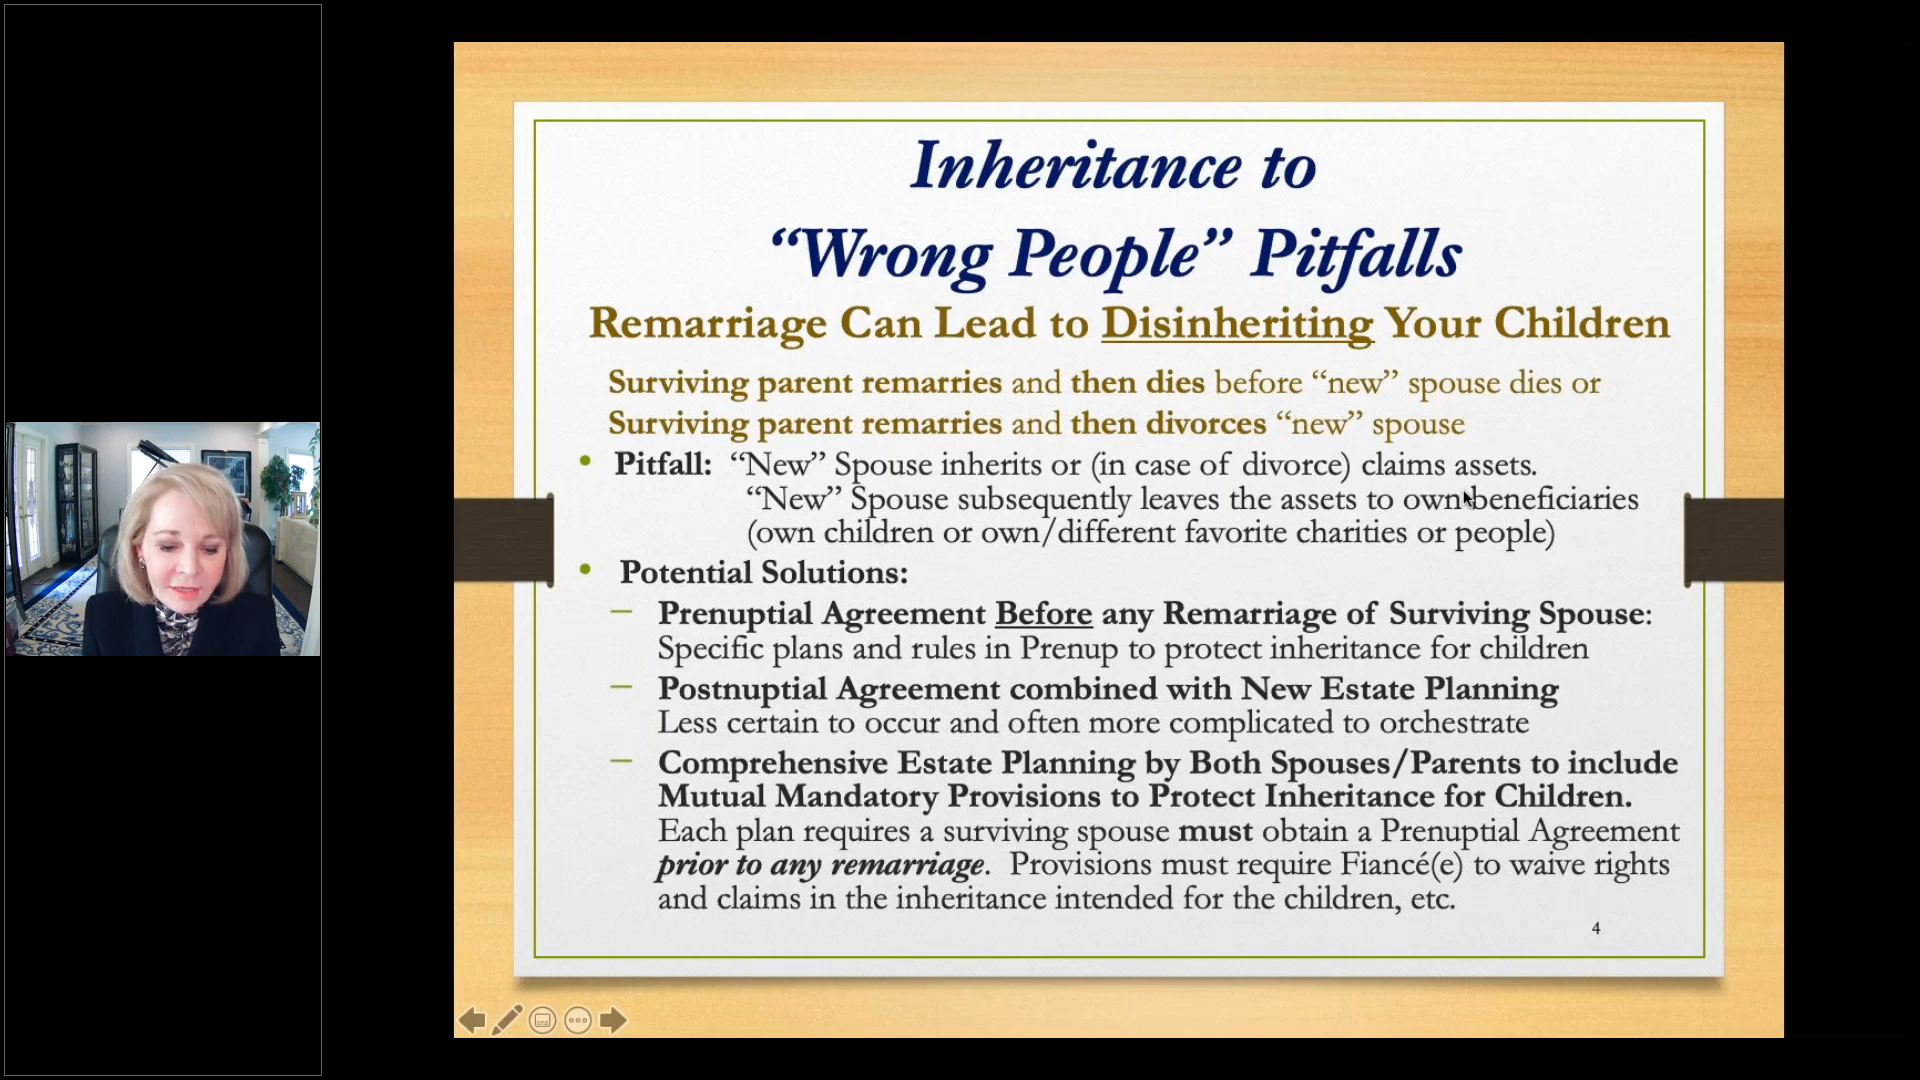 Inheritance to
“Wrong People” Pitfalls
Remarriage Can Lead to Disinheriting Your Children
Surviving parent remarries and then dies before “new” spouse dies or
Surviving parent remarries and then divorces “new” spouse
• Pitfall: “New” Spouse inherits or (in case of divorce) claims assets.
“New” Spouse subsequently leaves the assets to own beneficiaries
(own children or own/different favorite charities or people)
• Potential Solutions:
– Prenuptial Agreement Before any Remarriage of Surviving Spouse:
Specific plans and rules in Prenup to protect inheritance for children
– Postnuptial Agreement combined with New Estate Planning
Less certain to occur and often more complicated to orchestrate
– Comprehensive Estate Planning by Both Spouses/Parents to include
Mutual Mandatory Provisions to Protect Inheritance for Children.
Each plan requires a surviving spouse must obtain a Prenuptial Agreement
prior to any remarriage. Provisions must require Fiancé(e) to waive rights
and claims in the inheritance intended for the children, etc.
4